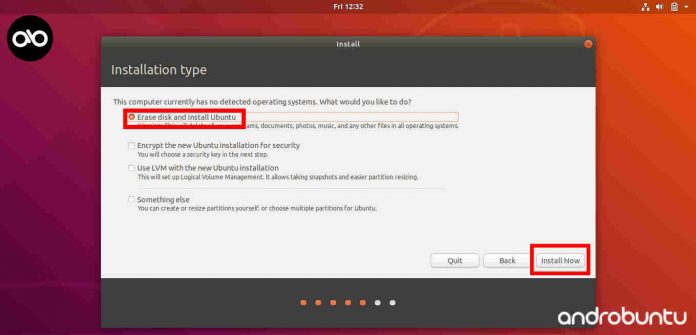 Fri 12:32
Install
Installation type
This computer currently has no detected operating systems. What would you like to do?
Erase disk and install Ubuntu
ams, documents, photos, music, and any other files in all operating systems.
Encrypt the new Ubuntu installation for security
You will choose a security key in the next step.
Use LVM with the new Ubuntu installation
This will set up Logical Volume Management. It allows taking snapshots and easier partition resizing.
Something else
You can create or resize partitions yourself, or choose multiple partitions for Ubuntu.
Quit
Back
Install Now
androbuntu